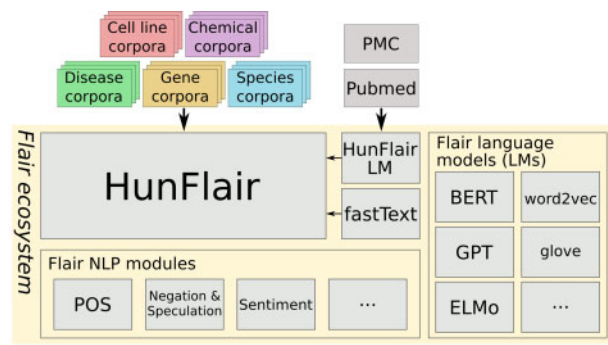 Cell line
corpora
Chemical
corpora
PMC
Disease
corpora
Gene
corpora
Species
corpora
Pubmed
Flair ecosystem
HunFlair
HunFlair
LM
fastText
Flair language
models (LMs)
BERT
word2vec
GPT
glove
ELMo
...
Flair NLP modules
POS
Negation &
Speculation
Sentiment
...